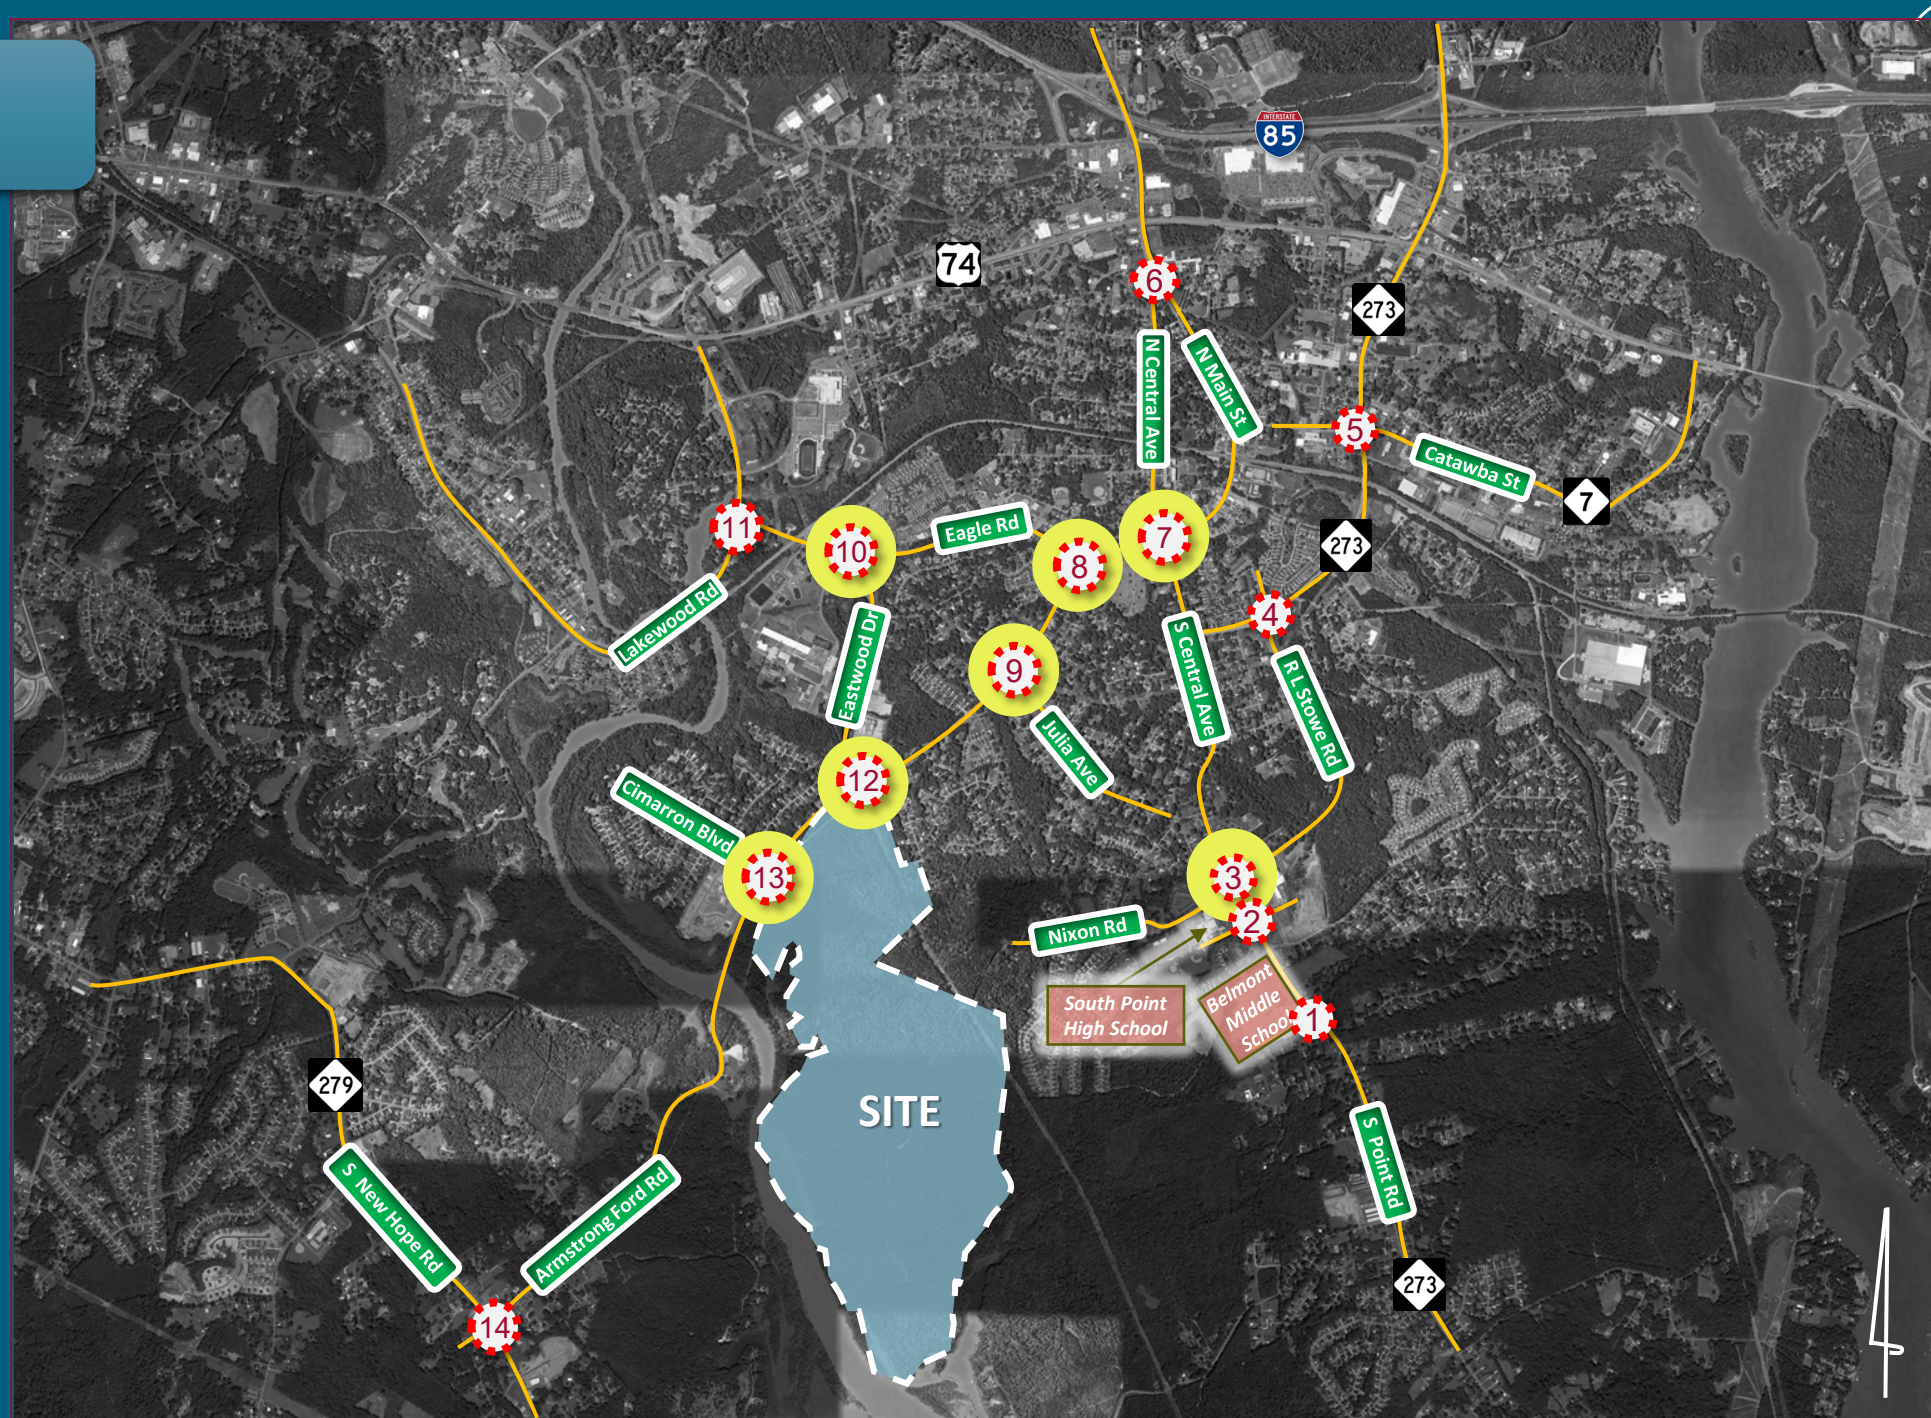 INTERSTATE
85
74
6
273
N Central Ave
N Main St
5
Catawba St
7
273
11
10
Eagle Rd
8
7
4
Lakewood Rd
Eastwood Dr
9
S Central Ave
R L Stowe Rd
Julia Ave
12
Cimarron Blvd
13
3
2
Nixon Rd
South Point
High School
Belmont
Middle
School
1
279
SITE
S Point Rd
S New Hope Rd
Armstrong Ford Rd
273
14